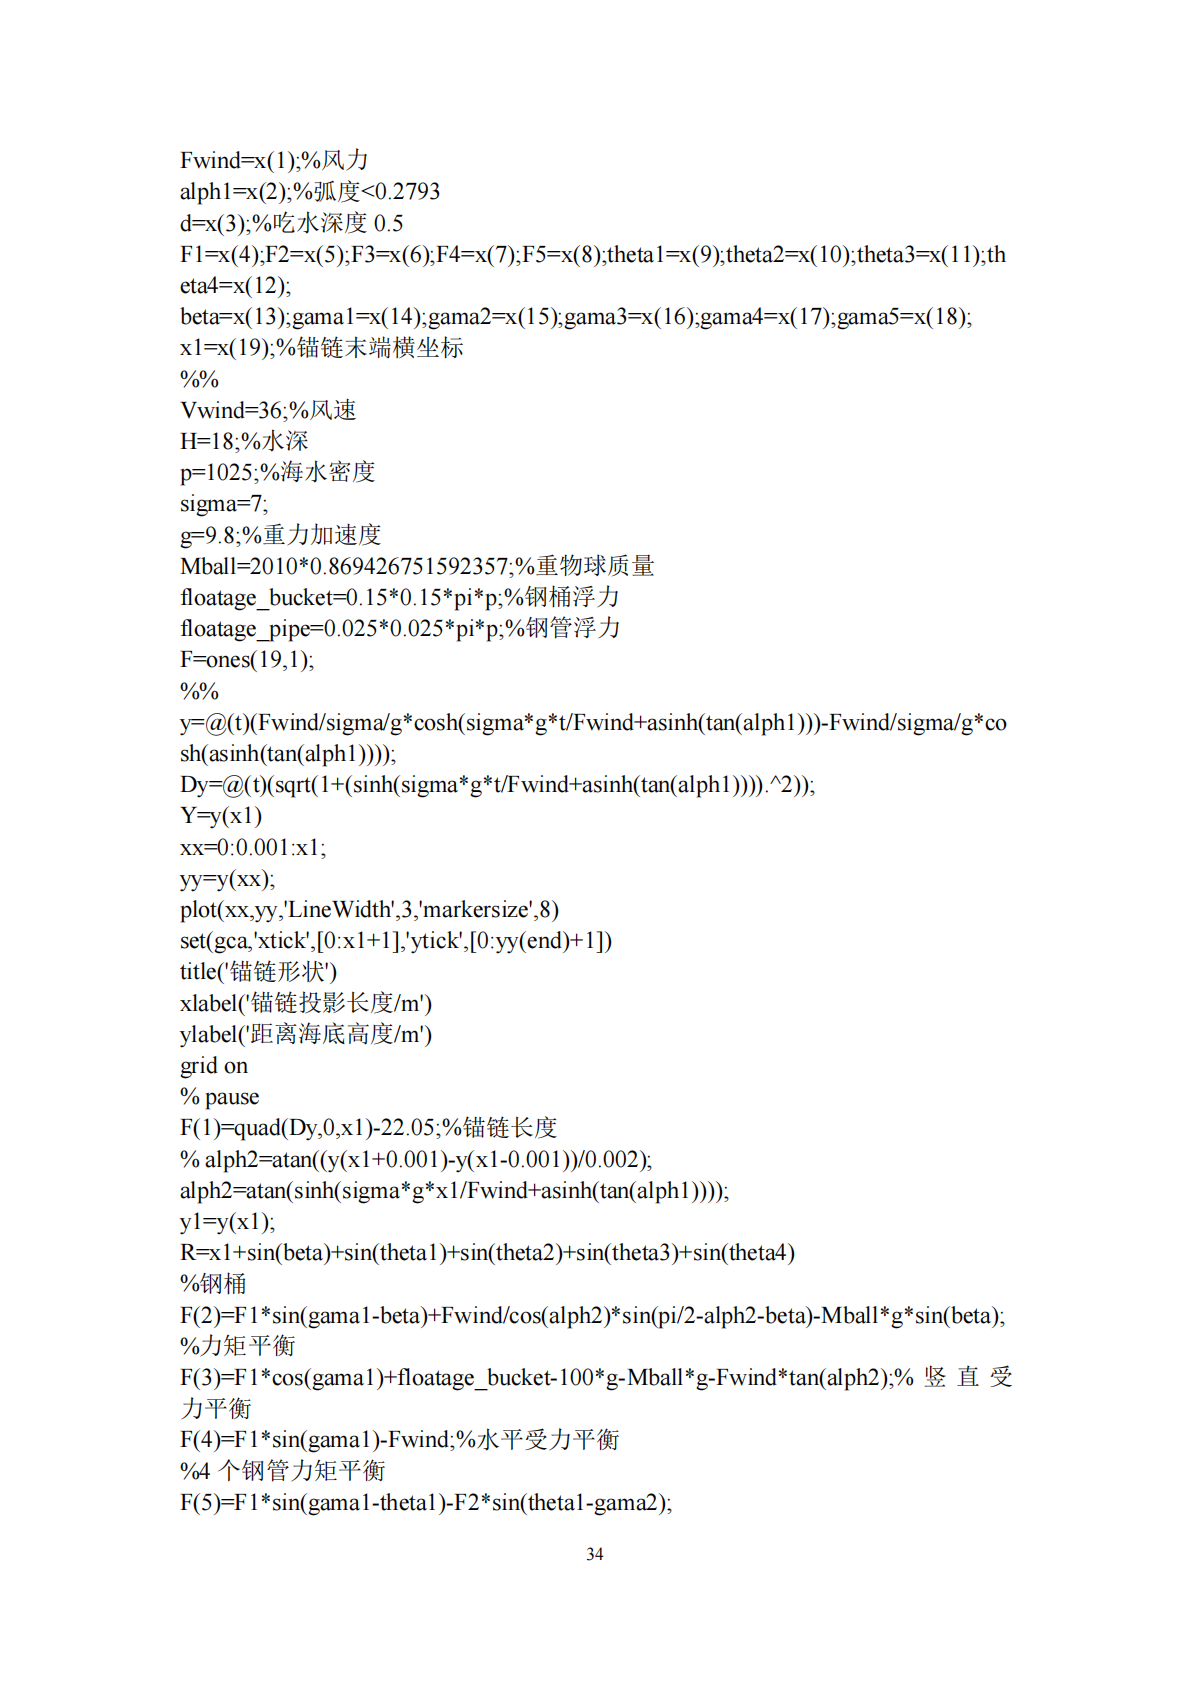 Fwind=x(1);%风力
alph1=x(2);%弧度<0.2793
d=x(3);%吃水深度 0.5
F1=x(4);F2=x(5);F3=x(6);F4=x(7);F5=x(8);theta1=x(9);theta2=x(10);theta3=x(11);th
eta4=x(12);
beta=x(13);gama1=x(14);gama2=x(15);gama3=x(16);gama4=x(17);gama5=x(18);
x1=x(19);%锚链末端横坐标
%%
Vwind=36;%风速
H=18;%水深
p=1025;%海水密度
sigma=7;
g=9.8;%重力加速度
Mball=2010*0.869426751592357;%重物球质量
floatage_bucket=0.15*0.15*pi*p;%钢桶浮力
floatage_pipe=0.025*0.025*pi*p;%钢管浮力
F=ones(19,1);
%%
y=@(t)(Fwind/sigma/g*cosh(sigma*g*t/Fwind+asinh(tan(alph1)))-Fwind/sigma/g*co
sh(asinh(tan(alph1))));
Dy=@(t)(sqrt(1+(sinh(sigma*g*t/Fwind+asinh(tan(alph1)))).^2));
Y=y(x1)
xx=0:0.001:x1;
yy=y(xx);
plot(xx,yy,'LineWidth',3,'markersize',8)
set(gca,'xtick',[0:x1+1],'ytick',[0:yy(end)+1])
title('锚链形状')
xlabel('锚链投影长度/m')
ylabel('距离海底高度/m')
grid on
% pause
F(1)=quad(Dy,0,x1)-22.05;%锚链长度
% alph2=atan((y(x1+0.001)-y(x1-0.001))/0.002);
alph2=atan(sinh(sigma*g*x1/Fwind+asinh(tan(alph1))));
y1=y(x1);
R=x1+sin(beta)+sin(theta1)+sin(theta2)+sin(theta3)+sin(theta4)
%钢桶
F(2)=F1*sin(gama1-beta)+Fwind/cos(alph2)*sin(pi/2-alph2-beta)-Mball*g*sin(beta);
%力矩平衡
F(3)=F1*cos(gama1)+floatage_bucket-100*g-Mball*g-Fwind*tan(alph2);% 竖 直 受
力平衡
F(4)=F1*sin(gama1)-Fwind;%水平受力平衡
%4 个钢管力矩平衡
F(5)=F1*sin(gama1-theta1)-F2*sin(theta1-gama2);
34